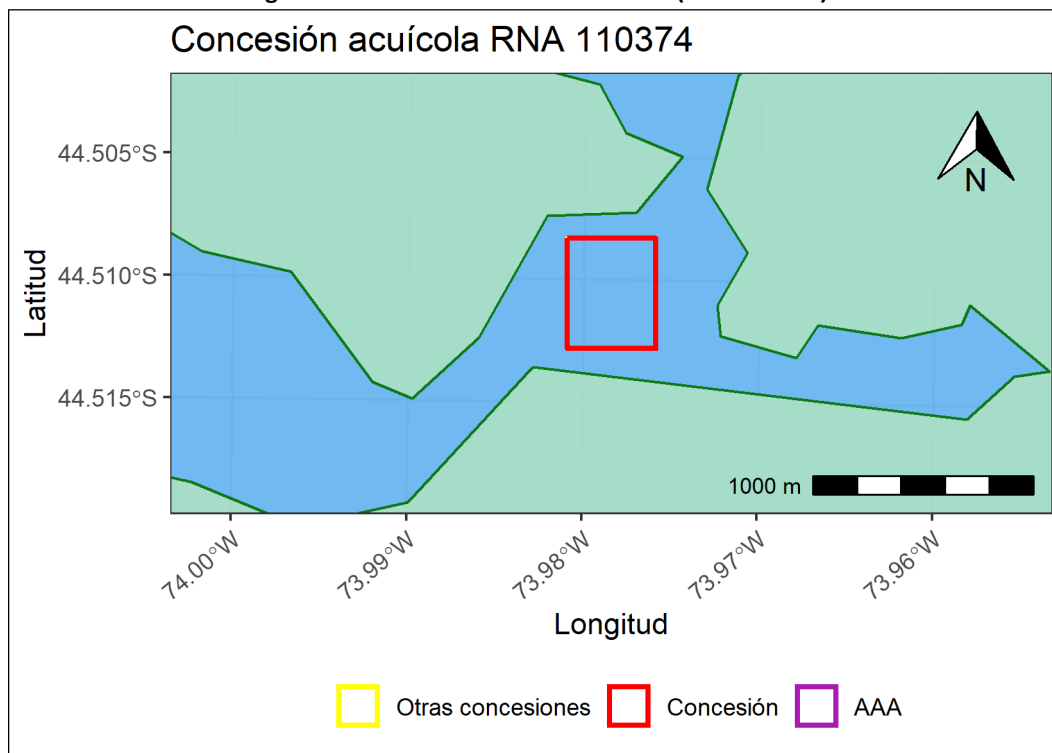 Concesión acuícola RNA 110374
N
44.505°S
44.510°S
44.515°S
Latitud
1000 m
74.00°W
73.99°W
73.98°W
73.97°W
73.96°W
Longitud
Otras concesiones
Concesión
AAA